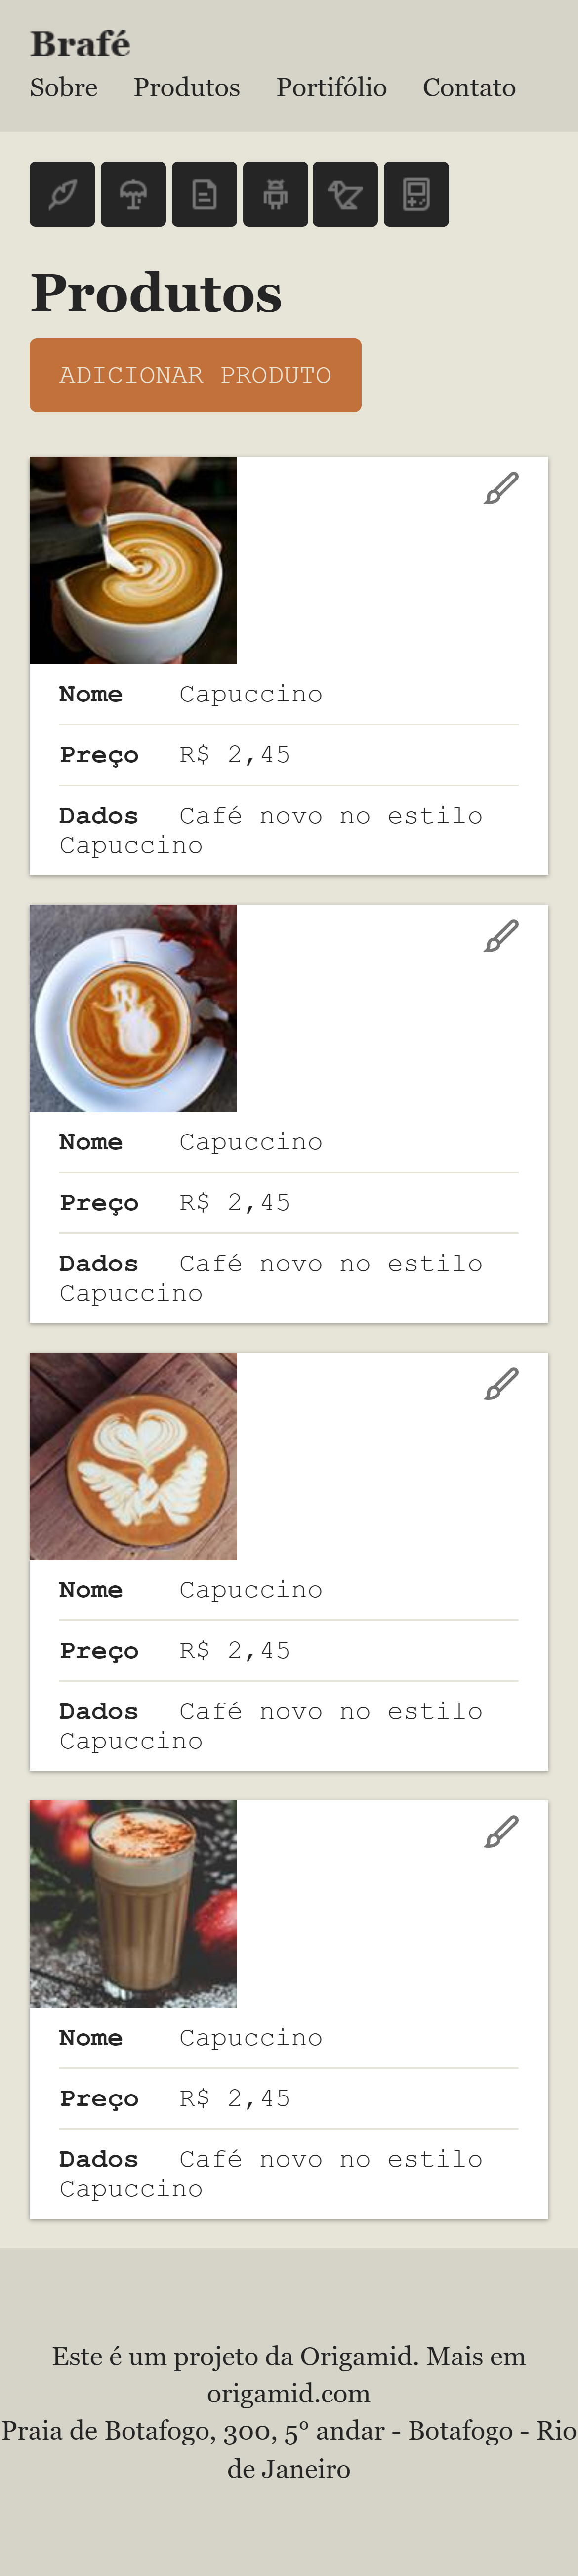 Brafé
Sobre Produtos Portifólio Contato
Produtos
ADICIONAR PRODUTO
Nome Capuccino
Preço R$ 2,45
Dados Café novo no estilo
Capuccino
Nome Capuccino
Preço R$ 2,45
Dados Café novo no estilo
Capuccino
Nome Capuccino
Preço R$ 2,45
Dados Café novo no estilo
Capuccino
Nome Capuccino
Preço R$ 2,45
Dados Café novo no estilo
Capuccino
Este é um projeto da Origamid. Mais em
origamid.com
Praia de Botafogo, 300, 5º andar - Botafogo - Rio
de Janeiro